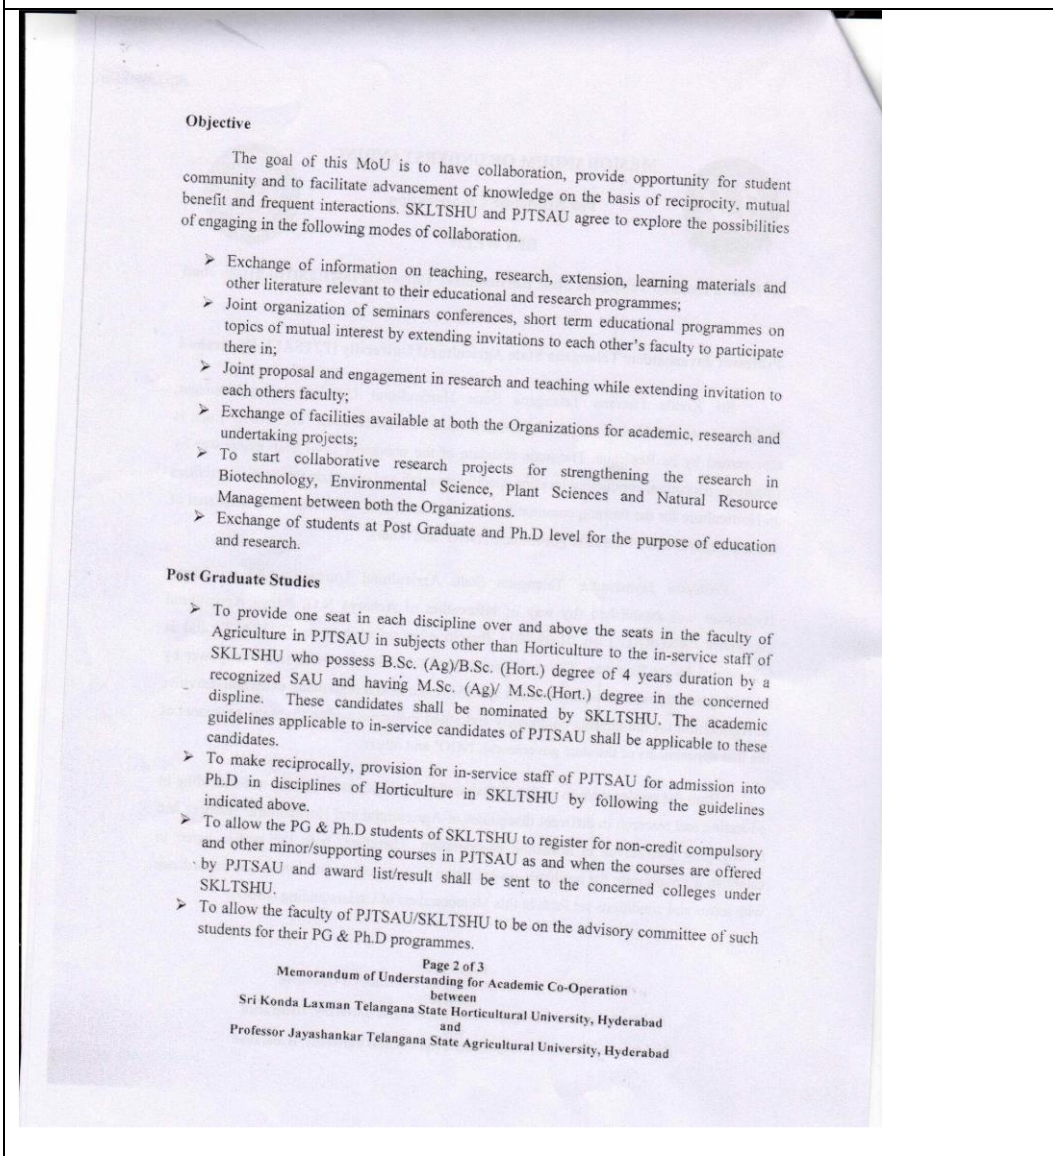 Objective
The goal of this MoU is to have collaboration, provide opportunity for student
community and to facilitate advancement of knowledge on the basis of reciprocity, mutual
benefit and frequent interactions. SKLTSHU and PJTSAU agree to explore the possibilities
of engaging in the following modes of collaboration.
➢ Exchange of information on teaching, research, extension, learning materials and
other literature relevant to their educational and research programmes;
➢ Joint organization of seminars conferences, short term educational programmes on
topics of mutual interest by extending invitations to each other's faculty to participate
there in;
➢ Joint proposal and engagement in research and teaching while extending invitation to
each others faculty;
➢ Exchange of facilities available at both the Organizations for academic, research and
undertaking projects;
➢ To start collaborative research projects for strengthening the research in
Biotechnology, Environmental Science, Plant Sciences and Natural Resource
Management between both the Organizations.
➢ Exchange of students at Post Graduate and Ph.D level for the purpose of education
and research.
Post Graduate Studies
➢ To provide one seat in each discipline over and above the seats in the faculty of
Agriculture in PJTSAU in subjects other than Horticulture to the in-service staff of
SKLTSHU who possess B.Sc. (Ag)/B.Sc. (Hort.) degree of 4 years duration by a
recognized SAU and having M.Sc. (Ag)/ M.Sc.(Hort.) degree in the concerned
displine. These candidates shall be nominated by SKLTSHU. The academic
guidelines applicable to in-service candidates of PJTSAU shall be applicable to these
candidates.
➢ To make reciprocally, provision for in-service staff of PJTSAU for admission into
Ph.D in disciplines of Horticulture in SKLTSHU by following the guidelines
indicated above.
➢ To allow the PG & Ph.D students of SKLTSHU to register for non-credit compulsory
and other minor/supporting courses in PJTSAU as and when the courses are offered
by PJTSAU and award list/result shall be sent to the concerned colleges under
SKLTSHU.
➢ To allow the faculty of PJTSAU/SKLTSHU to be on the advisory committee of such
students for their PG & Ph.D programmes.
Page 2 of 3
Memorandum of Understanding for Academic Co-Operation
between
Sri Konda Laxman Telangana State Horticultural University, Hyderabad
and
Professor Jayashankar Telangana State Agricultural University, Hyderabad